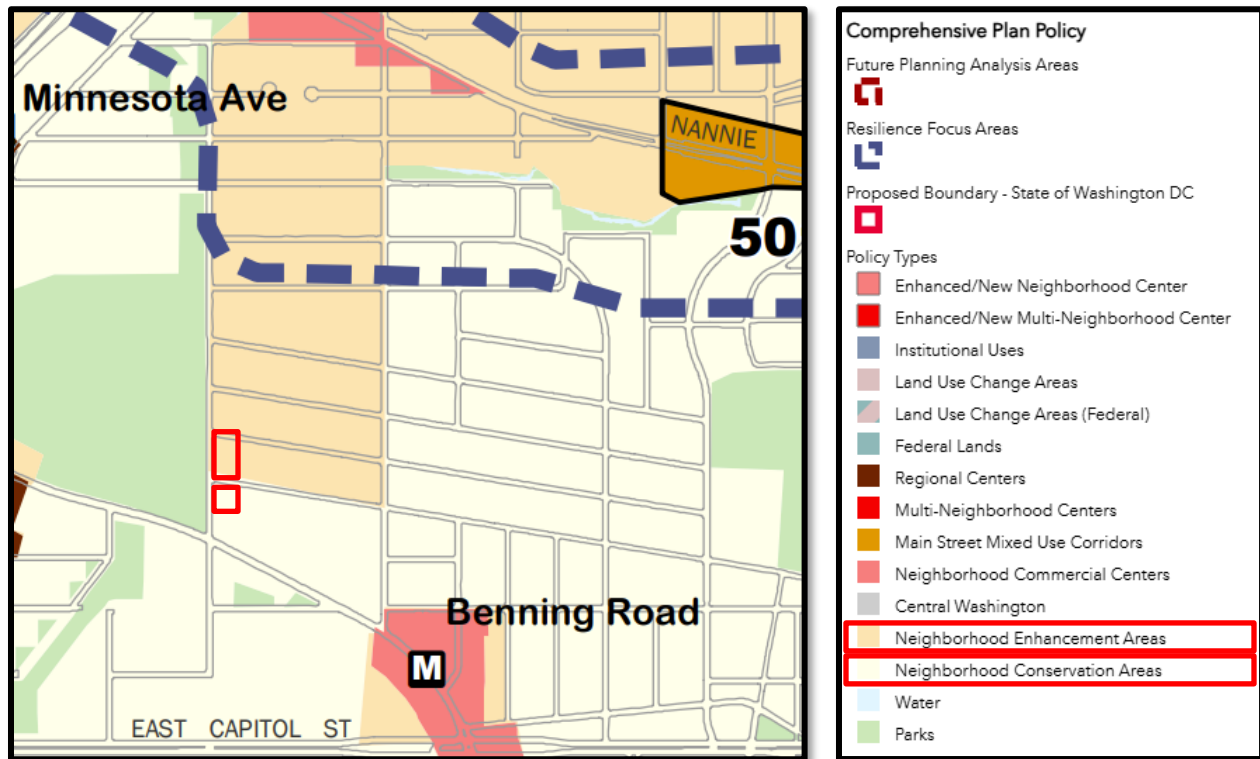 Minnesota Ave
NANNIE
50
Benning Road
M
EAST CAPITOL ST
Comprehensive Plan Policy
Future Planning Analysis Areas
Resilience Focus Areas
Proposed Boundary - State of Washington DC
Policy Types
Enhanced/New Neighborhood Center
Enhanced/New Multi-Neighborhood Center
Institutional Uses
Land Use Change Areas
Land Use Change Areas (Federal)
Federal Lands
Regional Centers
Multi-Neighborhood Centers
Main Street Mixed Use Corridors
Neighborhood Commercial Centers
Central Washington
Neighborhood Enhancement Areas
Neighborhood Conservation Areas
Water
Parks